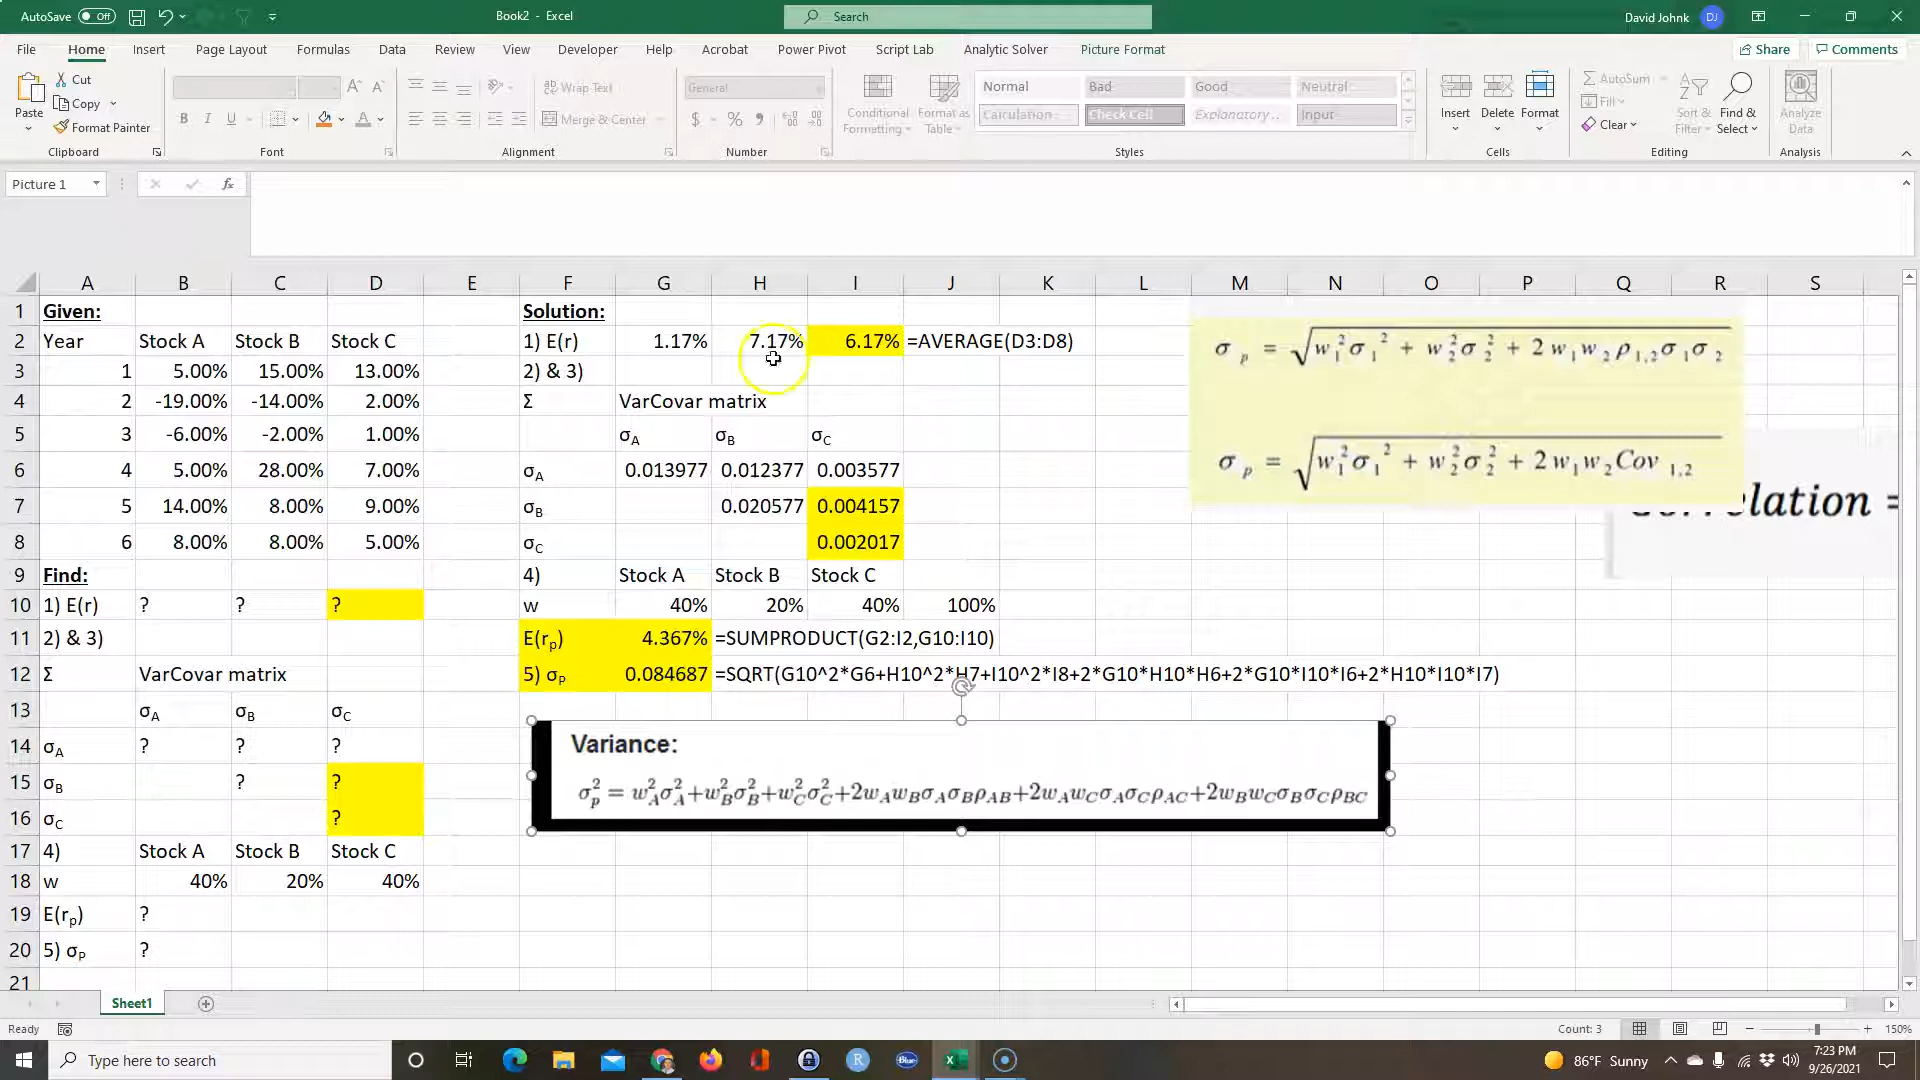 AutoSave Off Book2 - Excel Search David Johnk DJ
File Home Insert Page Layout Formulas Data Review View Developer Help Acrobat Power Pivot Script Lab Analytic Solver Picture Format Share Comments
Paste Cut Copy Format Painter Wrap Text Merge & Center General $ % Conditional Formatting Format as Table Normal Bad Good Neutral Calculation Check Cell Explanatory... Input Insert Delete Format AutoSum Fill Clear Sort & Filter Find & Select Analyze Data
Clipboard Font Alignment Number Styles Cells Editing Analysis
Picture 1 fx
A B C D E F G H I J K L M N O P Q R S
1 Given: Solution:
2 Year Stock A Stock B Stock C 1) E(r) 1.17% 7.17% 6.17% =AVERAGE(D3:D8)
3 1 5.00% 15.00% 13.00% 2) & 3)
4 2 -19.00% -14.00% 2.00% Σ VarCovar matrix
5 3 -6.00% -2.00% 1.00% σA σB σC
6 4 5.00% 28.00% 7.00% σA 0.013977 0.012377 0.003577
7 5 14.00% 8.00% 9.00% σB 0.020577 0.004157
8 6 8.00% 8.00% 5.00% σC 0.002017
9 Find: 4) Stock A Stock B Stock C
10 1) E(r) ? ? ? w 40% 20% 40% 100%
11 2) & 3) E(rp) 4.367% =SUMPRODUCT(G2:I2,G10:I10)
12 Σ VarCovar matrix 5) σP 0.084687 =SQRT(G10^2*G6+H10^2*H7+I10^2*I8+2*G10*H10*H6+2*G10*I10*I6+2*H10*I10*I7)
13 σA σB σC
14 σA ? ? ?
15 σB ? ?
16 σC ?
17 4) Stock A Stock B Stock C
18 w 40% 20% 40%
19 E(rp) ?
20 5) σP ?
21
σ p = √w₁²σ₁² + w₂²σ₂² + 2 w₁ w₂ ρ₁,₂σ₁σ₂
σ p = √w₁²σ₁² + w₂²σ₂² + 2 w₁ w₂ Cov ₁,₂
elation =
Variance:
σp² = wA²σA²+wB²σB²+wC²σC²+2wAwBσAσBρAB+2wAwCσAσCρAC+2wBwCσBσCρBC
Sheet1
Ready Count: 3 150%
Type here to search R Blue 86°F Sunny 7:23 PM
9/26/2021